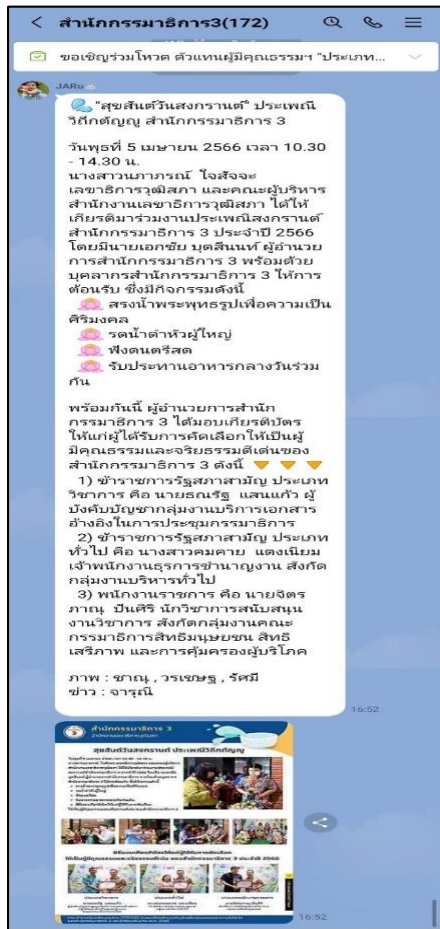 สำนักกรรมาธิการ3(172)
ขอเชิญร่วมโหวต ตัวแทนผู้มีคุณธรรมฯ "ประเภท...
JARu
"สุขสันต์วันสงกรานต์" ประเพณี
วิถีกตัญญู สำนักกรรมาธิการ 3
วันพุธที่ 5 เมษายน 2566 เวลา 10.30
- 14.30 น.
นางสาวนภาภรณ์ ใจสัจจะ
เลขาธิการวุฒิสภา และคณะผู้บริหาร
สำนักงานเลขาธิการวุฒิสภา ได้ให้
เกียรติมาร่วมงานประเพณีสงกรานต์
สำนักกรรมาธิการ 3 ประจำปี 2566
โดยมีนายเอกชัย บุตสีนนท์ ผู้อำนวย
การสำนักกรรมาธิการ 3 พร้อมด้วย
บุคลากรสำนักกรรมาธิการ 3 ให้การ
ต้อนรับ ซึ่งมีกิจกรรมดังนี้
สรงน้ำพระพุทธรูปเพื่อความเป็น
ศิริมงคล
รดน้ำดำหัวผู้ใหญ่
ฟังดนตรีสด
รับประทานอาหารกลางวันร่วม
กัน
พร้อมกันนี้ ผู้อำนวยการสำนัก
กรรมาธิการ 3 ได้มอบเกียรติบัตร
ให้แก่ผู้ได้รับการคัดเลือกให้เป็นผู้
มีคุณธรรมและจริยธรรมดีเด่นของ
สำนักกรรมาธิการ 3 ดังนี้
1) ข้าราชการรัฐสภาสามัญ ประเภท
วิชาการ คือ นายธณรัฐ แสนแก้ว ผู้
บังคับบัญชากลุ่มงานบริการเอกสาร
อ้างอิงในการประชุมกรรมาธิการ
2) ข้าราชการรัฐสภาสามัญ ประเภท
ทั่วไป คือ นางสาวคมคาย แตงเนียม
เจ้าพนักงานธุรการชำนาญงาน สังกัด
กลุ่มงานบริหารทั่วไป
3) พนักงานราชการ คือ นายจิตร
ภาณุ ปันศิริ นักวิชาการสนับสนุน
งานวิชาการ สังกัดกลุ่มงานคณะ
กรรมาธิการสิทธิมนุษยชน สิทธิ
เสรีภาพ และการคุ้มครองผู้บริโภค
ภาพ : ชาณุ , วรเชษฐ , รัศมี
ข่าว : จารุณี
16:52
สำนักกรรมาธิการ 3
สุขสันต์วันสงกรานต์ ประเพณีวิถีกตัญญู
16:52